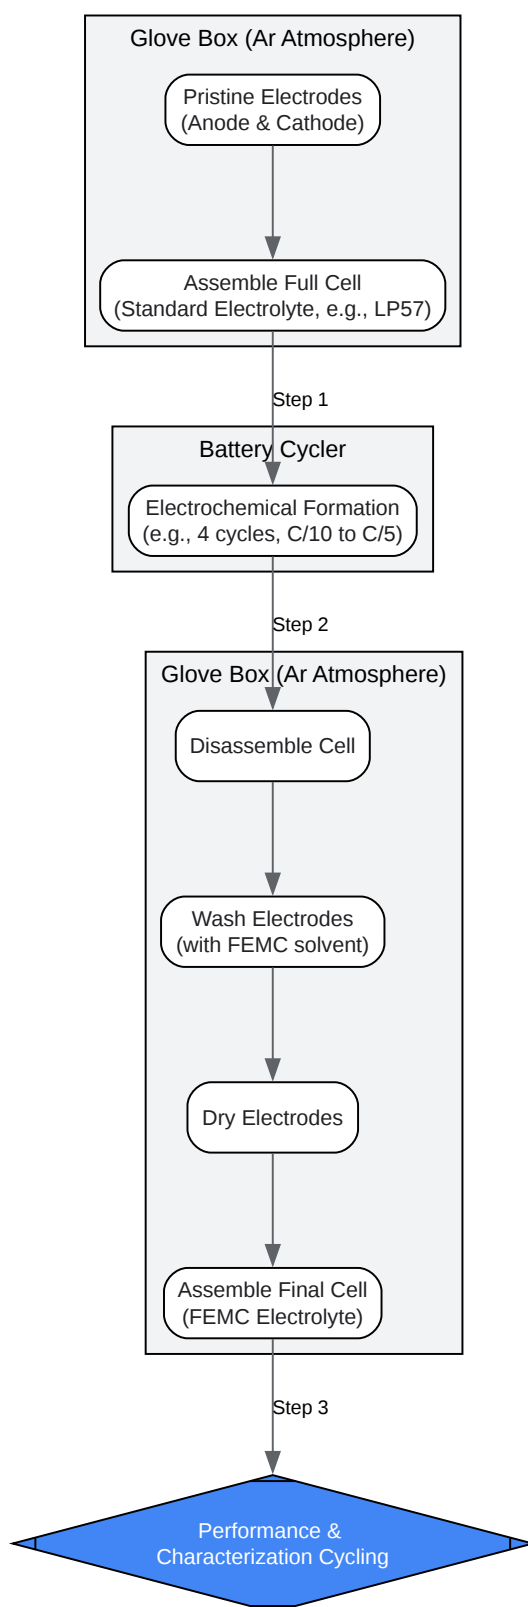 Glove Box (Ar Atmosphere)
Pristine Electrodes
(Anode & Cathode)
Assemble Full Cell
(Standard Electrolyte, e.g., LP57)
Step 1
Battery Cycler
Electrochemical Formation
(e.g., 4 cycles, C/10 to C/5)
Step 2
Glove Box (Ar Atmosphere)
Disassemble Cell
Wash Electrodes
(with FEMC solvent)
Dry Electrodes
Assemble Final Cell
(FEMC Electrolyte)
Step 3
Performance &
Characterization Cycling